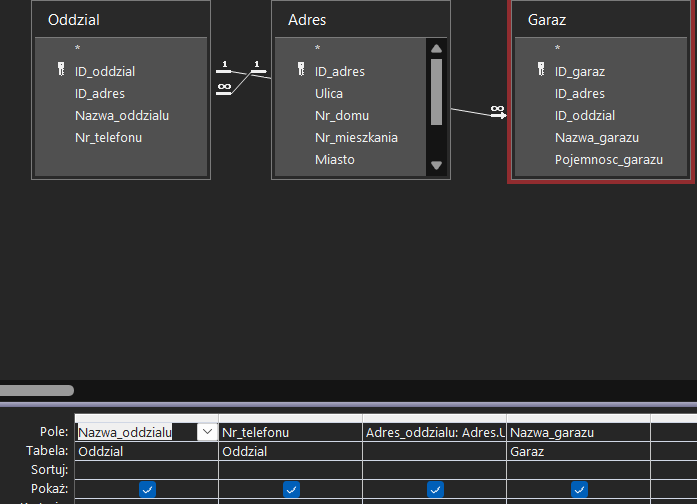 Oddzial
*
ID_oddzial
ID_adres
Nazwa_oddzialu
Nr_telefonu
1
∞
1
Adres
*
ID_adres
Ulica
Nr_domu
Nr_mieszkania
Miasto
∞
Garaz
*
ID_garaz
ID_adres
ID_oddzial
Nazwa_garazu
Pojemnosc_garazu
Pole: Nazwa_oddzialu Nr_telefonu Adres_oddzialu: Adres.U Nazwa_garazu
Tabela: Oddzial Oddzial Garaz
Sortuj:
Pokaż: